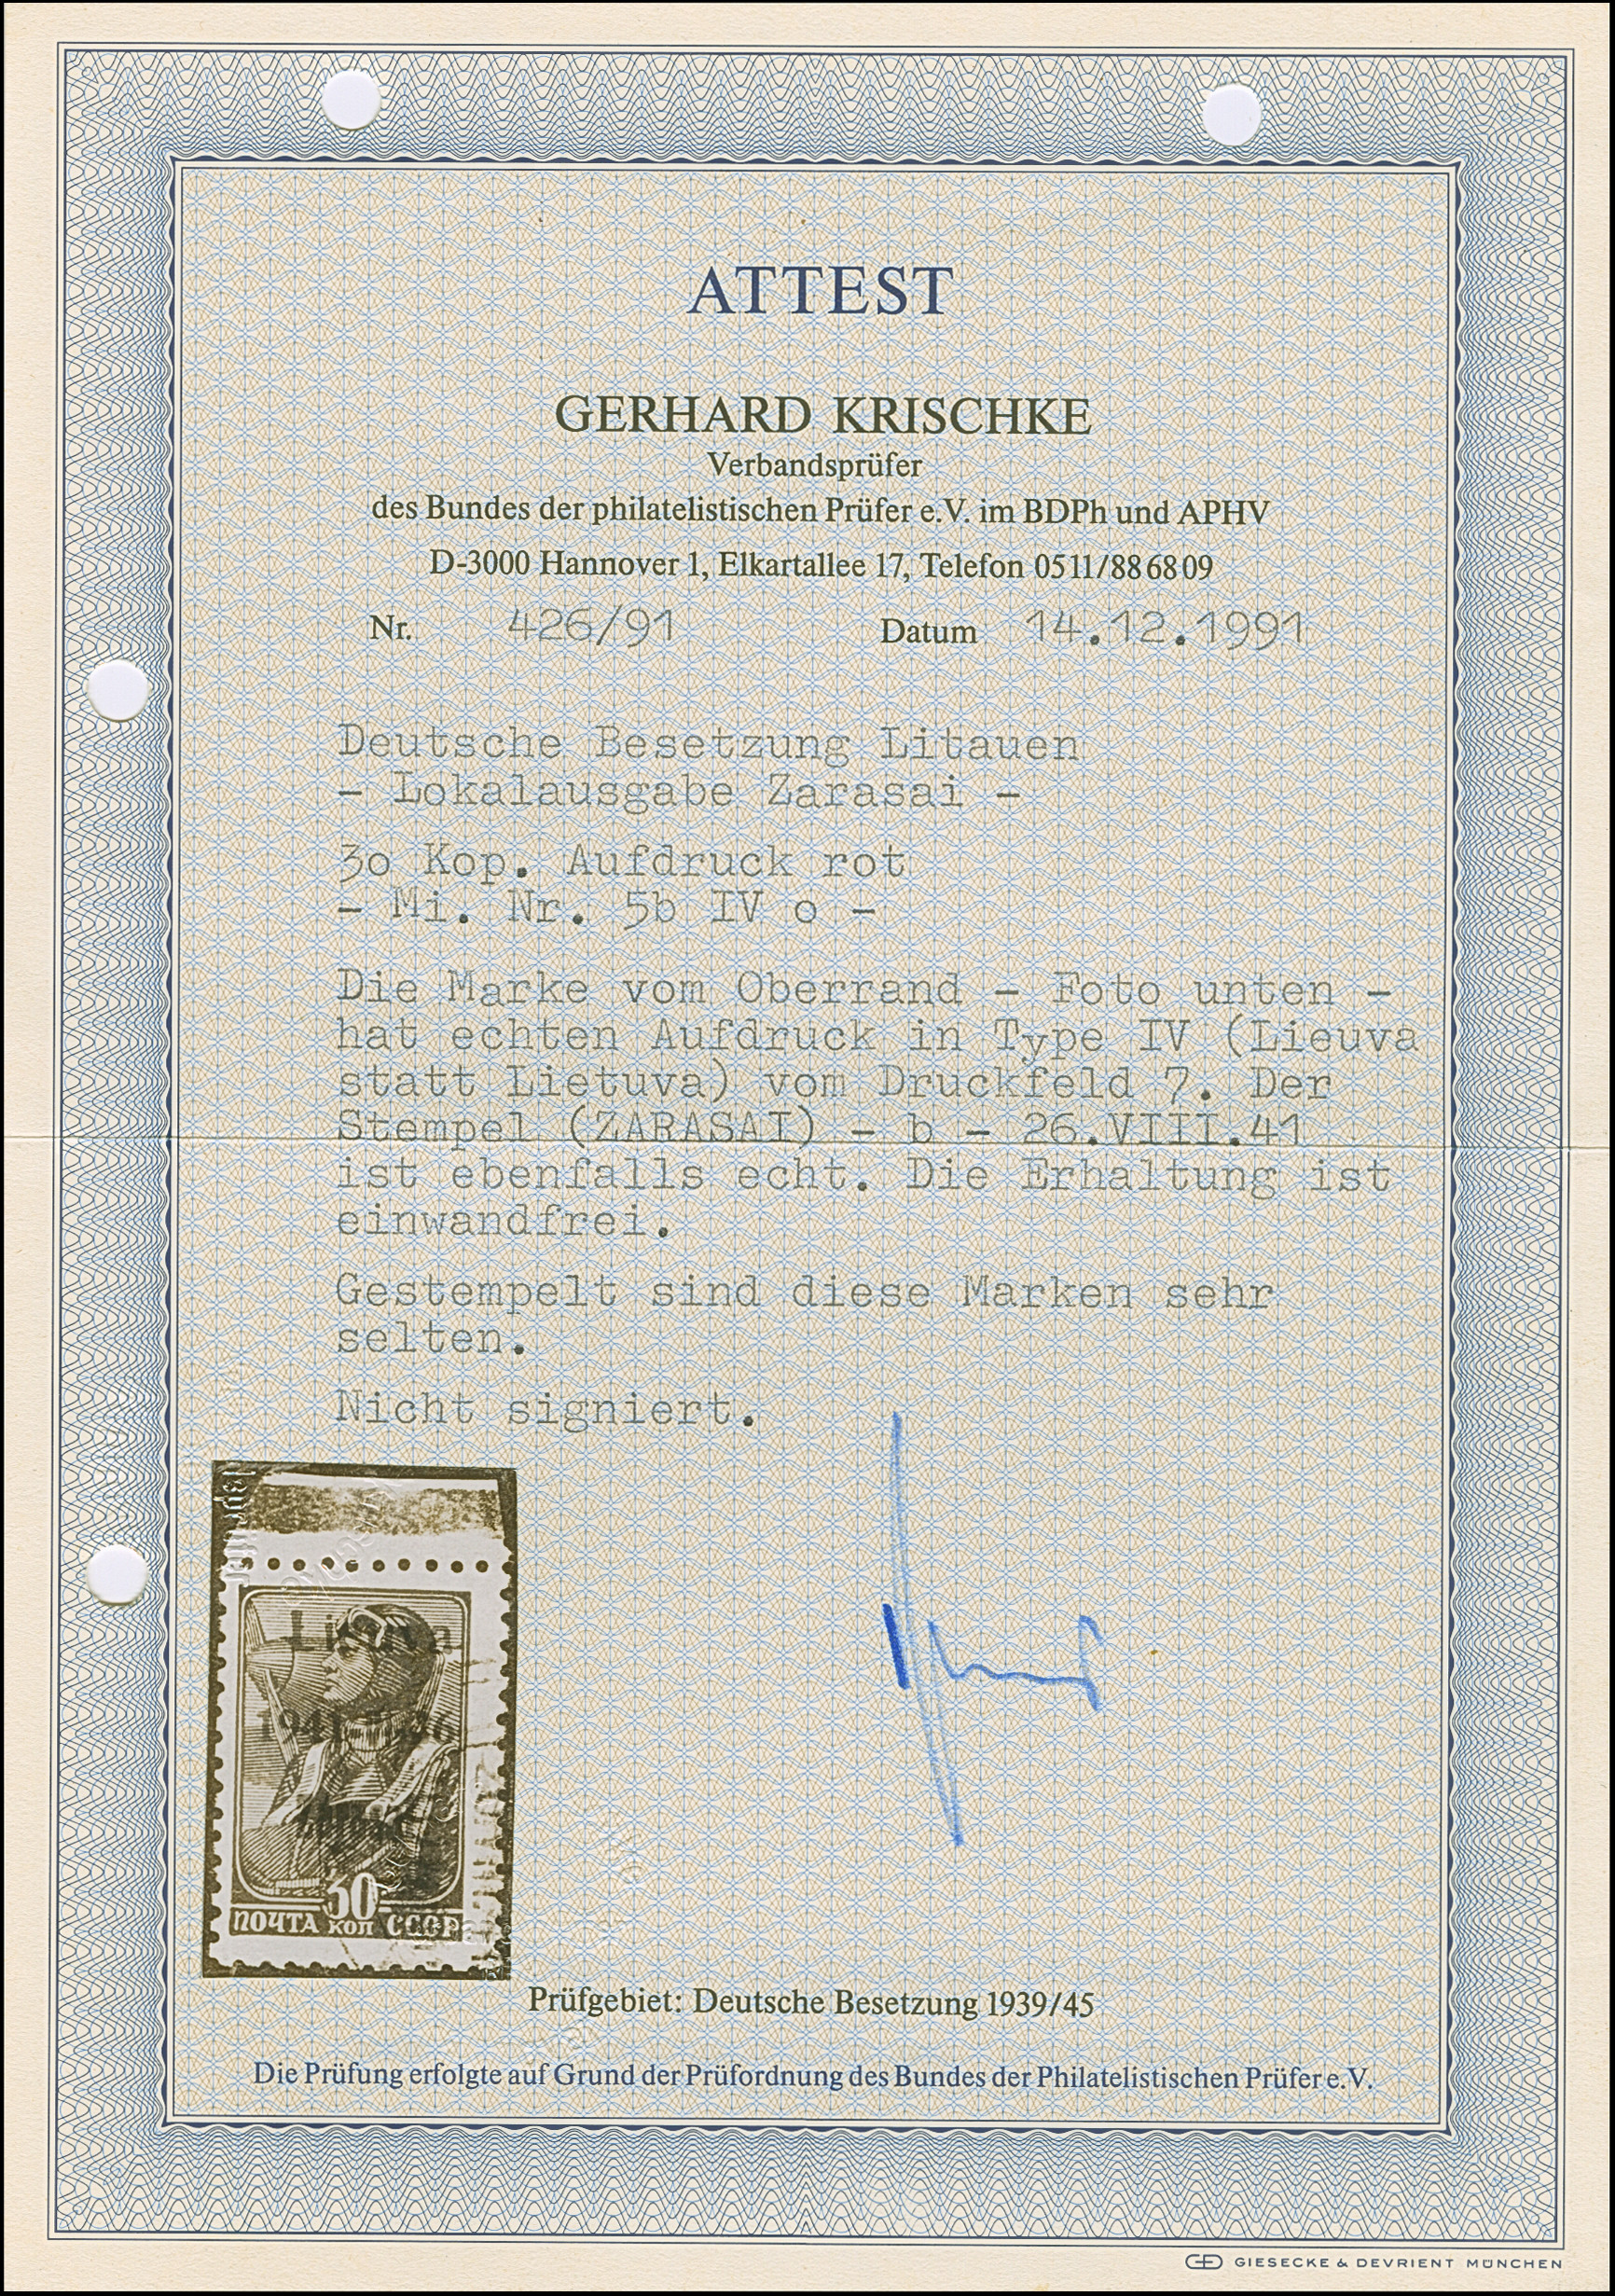 ATTEST
GERHARD KRISCHKE
Verbandsprüfer
des Bundes der philatelistischen Prüfer e.V. im BDPh und APHV
D-3000 Hannover 1, Elkartallee 17, Telefon 0511/886809
Nr. 426/91 Datum 14.12.1991
Deutsche Besetzung Litauen
- Lokalausgabe Zarasai -
30 Kop. Aufdruck rot
- Mi. Nr. 5b IV o -
Die Marke vom Oberrand - Foto unten -
hat echten Aufdruck in Type IV (Lieuva
statt Lietuva) vom Druckfeld 7. Der
Stempel (ZARASAI) - b - 26.VIII.41
ist ebenfalls echt. Die Erhaltung ist
einwandfrei.
Gestempelt sind diese Marken sehr
selten.
Nicht signiert.
30
ПОЧТА КОП СССР
Prüfgebiet: Deutsche Besetzung 1939/45
Die Prüfung erfolgte auf Grund der Prüfordnung des Bundes der Philatelistischen Prüfer e.V.
GIESECKE & DEVRIENT MÜNCHEN